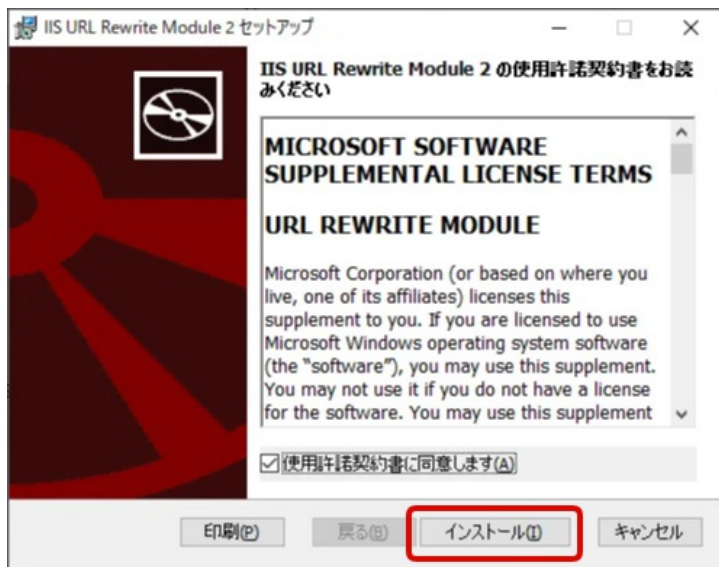 IIS URL Rewrite Module 2 セットアップ
IIS URL Rewrite Module 2 の使用許諾契約書をお読
みください
MICROSOFT SOFTWARE
SUPPLEMENTAL LICENSE TERMS
URL REWRITE MODULE
Microsoft Corporation (or based on where you
live, one of its affiliates) licenses this
supplement to you. If you are licensed to use
Microsoft Windows operating system software
(the "software"), you may use this supplement.
You may not use it if you do not have a license
for the software. You may use this supplement
使用許諾契約書に同意します(A)
印刷(P) 戻る(B) インストール(I) キャンセル